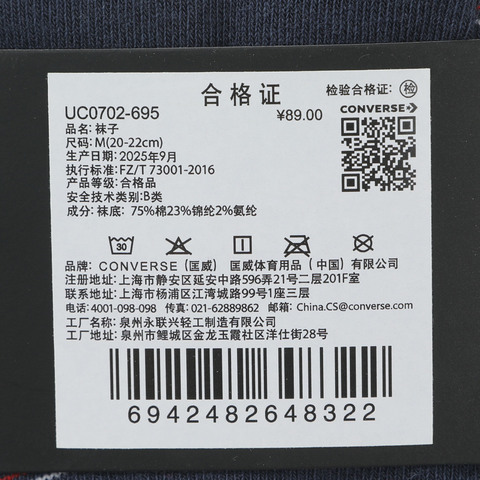 合格证
检验合格证: 检
UC0702-695
¥89.00
CONVERSE
品名: 袜子
尺码: M(20-22cm)
生产日期: 2025年9月
执行标准: FZ/T 73001-2016
产品等级: 合格品
安全技术类别: B类
成分: 袜底: 75%棉23%锦纶2%氨纶
30
品牌: CONVERSE (匡威) 匡威体育用品 (中国) 有限公司
注册地址: 上海市静安区延安中路596弄21号二层201F室
联系地址: 上海市杨浦区江湾城路99号1座三层
电话: 4001-098-098 传真: 021-62889862 邮箱: China.CS@converse.com
工厂名: 泉州永联兴轻工制造有限公司
工厂地址: 泉州市鲤城区金龙玉霞社区洋仕街28号
6942482648322